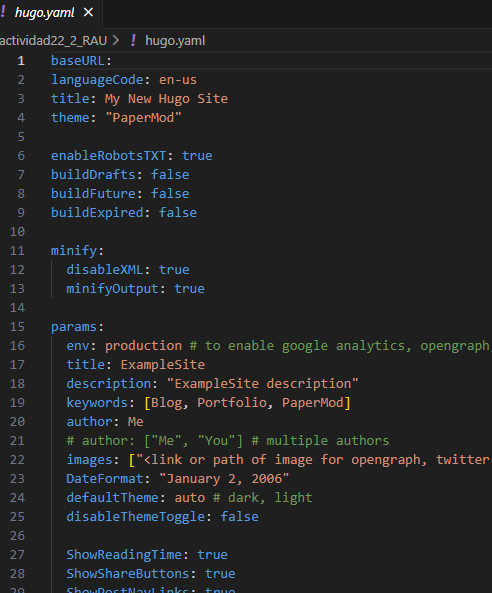 ! hugo.yaml ×
actividad22_2_RAU > ! hugo.yaml
1 baseURL:
2 languageCode: en-us
3 title: My New Hugo Site
4 theme: "PaperMod"
5
6 enableRobotsTXT: true
7 buildDrafts: false
8 buildFuture: false
9 buildExpired: false
10
11 minify:
12 disableXML: true
13 minifyOutput: true
14
15 params:
16 env: production # to enable google analytics, opengraph,
17 title: ExampleSite
18 description: "ExampleSite description"
19 keywords: [Blog, Portfolio, PaperMod]
20 author: Me
21 # author: ["Me", "You"] # multiple authors
22 images: ["<link or path of image for opengraph, twitter
23 DateFormat: "January 2, 2006"
24 defaultTheme: auto # dark, light
25 disableThemeToggle: false
26
27 ShowReadingTime: true
28 ShowShareButtons: true
29 ShowPostNavLinks: true